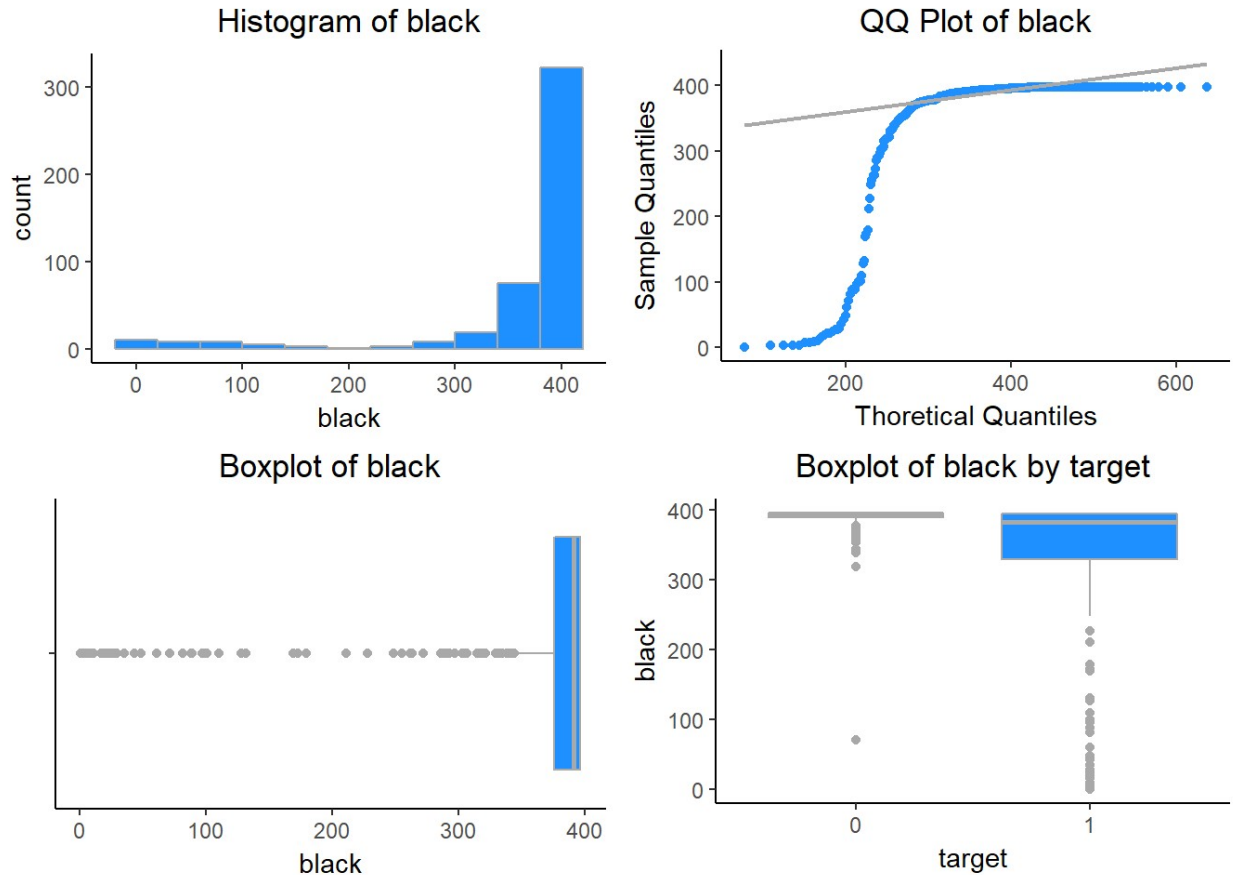 Histogram of black
300
200
100
0
count
0 100 200 300 400
black
QQ Plot of black
400
300
200
100
0
Sample Quantiles
200 400 600
Thoretical Quantiles
Boxplot of black
0 100 200 300 400
black
Boxplot of black by target
400
300
200
100
0
black
0 1
target